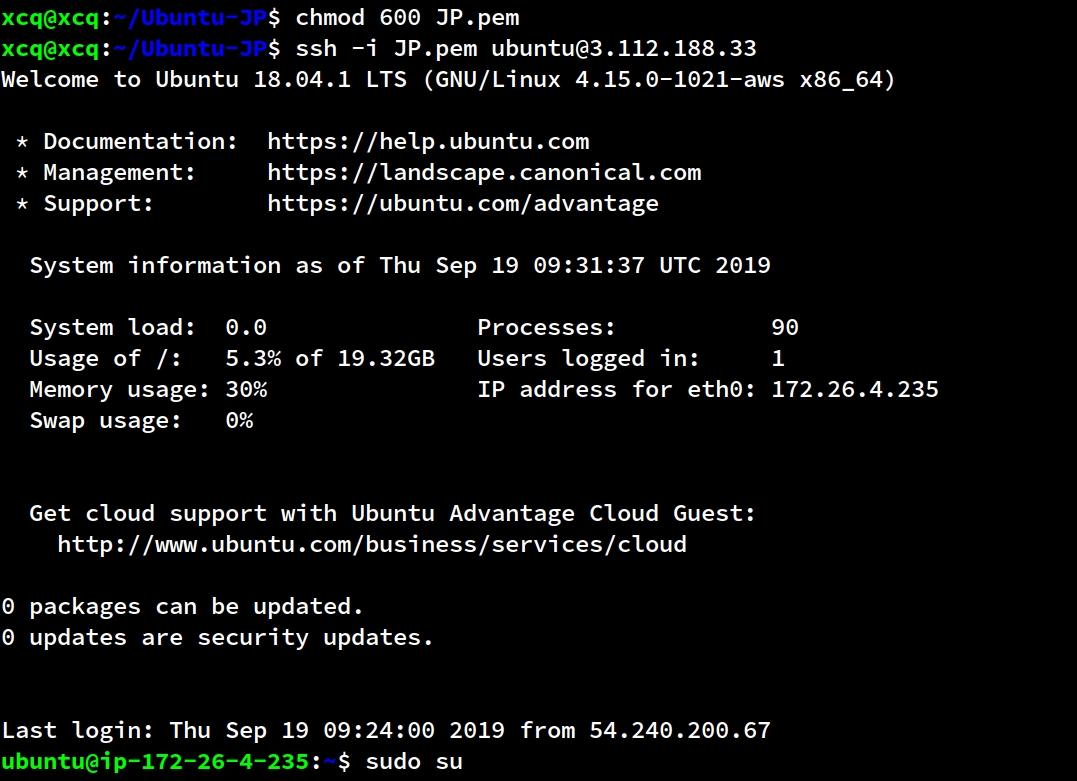 xcq@xcq:~/Ubuntu-JP$ chmod 600 JP.pem
xcq@xcq:~/Ubuntu-JP$ ssh -i JP.pem ubuntu@3.112.188.33
Welcome to Ubuntu 18.04.1 LTS (GNU/Linux 4.15.0-1021-aws x86_64)
* Documentation:  https://help.ubuntu.com
* Management:     https://landscape.canonical.com
* Support:        https://ubuntu.com/advantage
System information as of Thu Sep 19 09:31:37 UTC 2019
System load:  0.0               Processes:           90
Usage of /:   5.3% of 19.32GB   Users logged in:     1
Memory usage: 30%               IP address for eth0: 172.26.4.235
Swap usage:   0%
Get cloud support with Ubuntu Advantage Cloud Guest:
http://www.ubuntu.com/business/services/cloud
0 packages can be updated.
0 updates are security updates.
Last login: Thu Sep 19 09:24:00 2019 from 54.240.200.67
ubuntu@ip-172-26-4-235:~$ sudo su